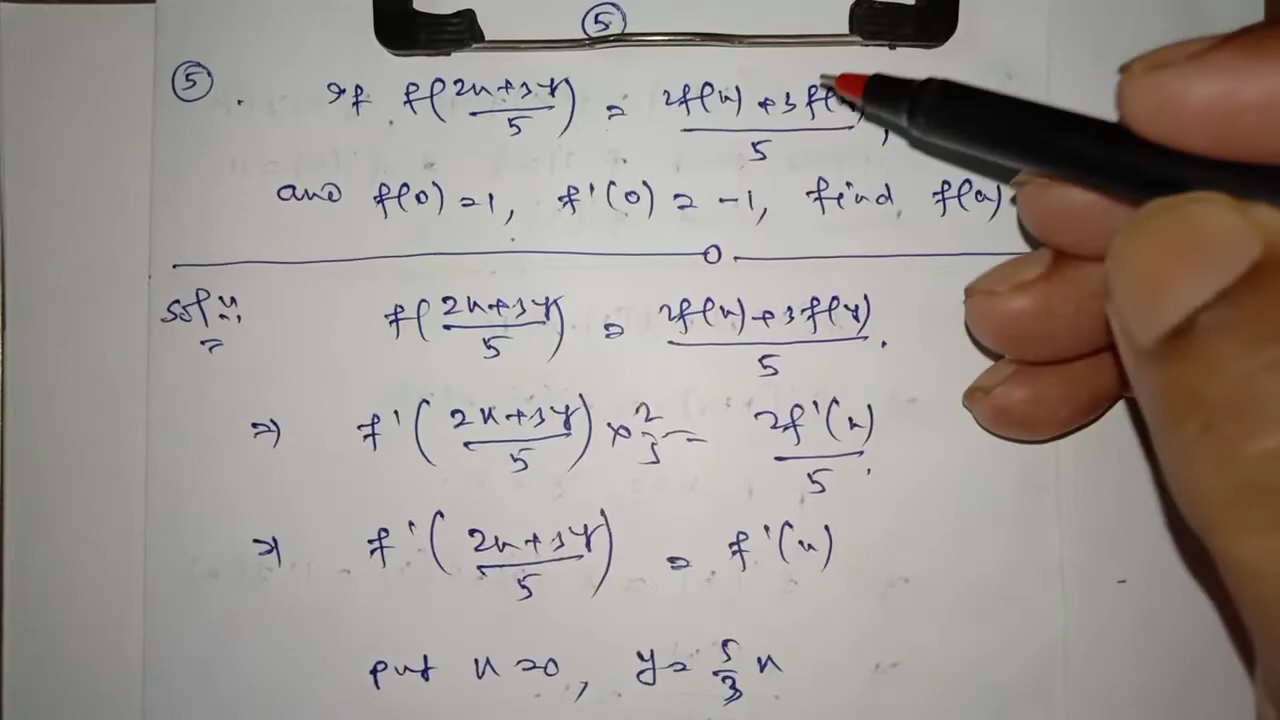 5
5. If f(2x+3y/5) = 2f(x)+3f(/5,
and f(0)=1, f'(0) = -1, find f(x)
Soln:
f(2x+3y/5) = 2f(x)+3f(y)/5.
⇒ f'(2x+3y/5) × 2/5 = 2f'(x)/5.
⇒ f'(2x+3y/5) = f'(x)
put x=0, y= 5/3 x